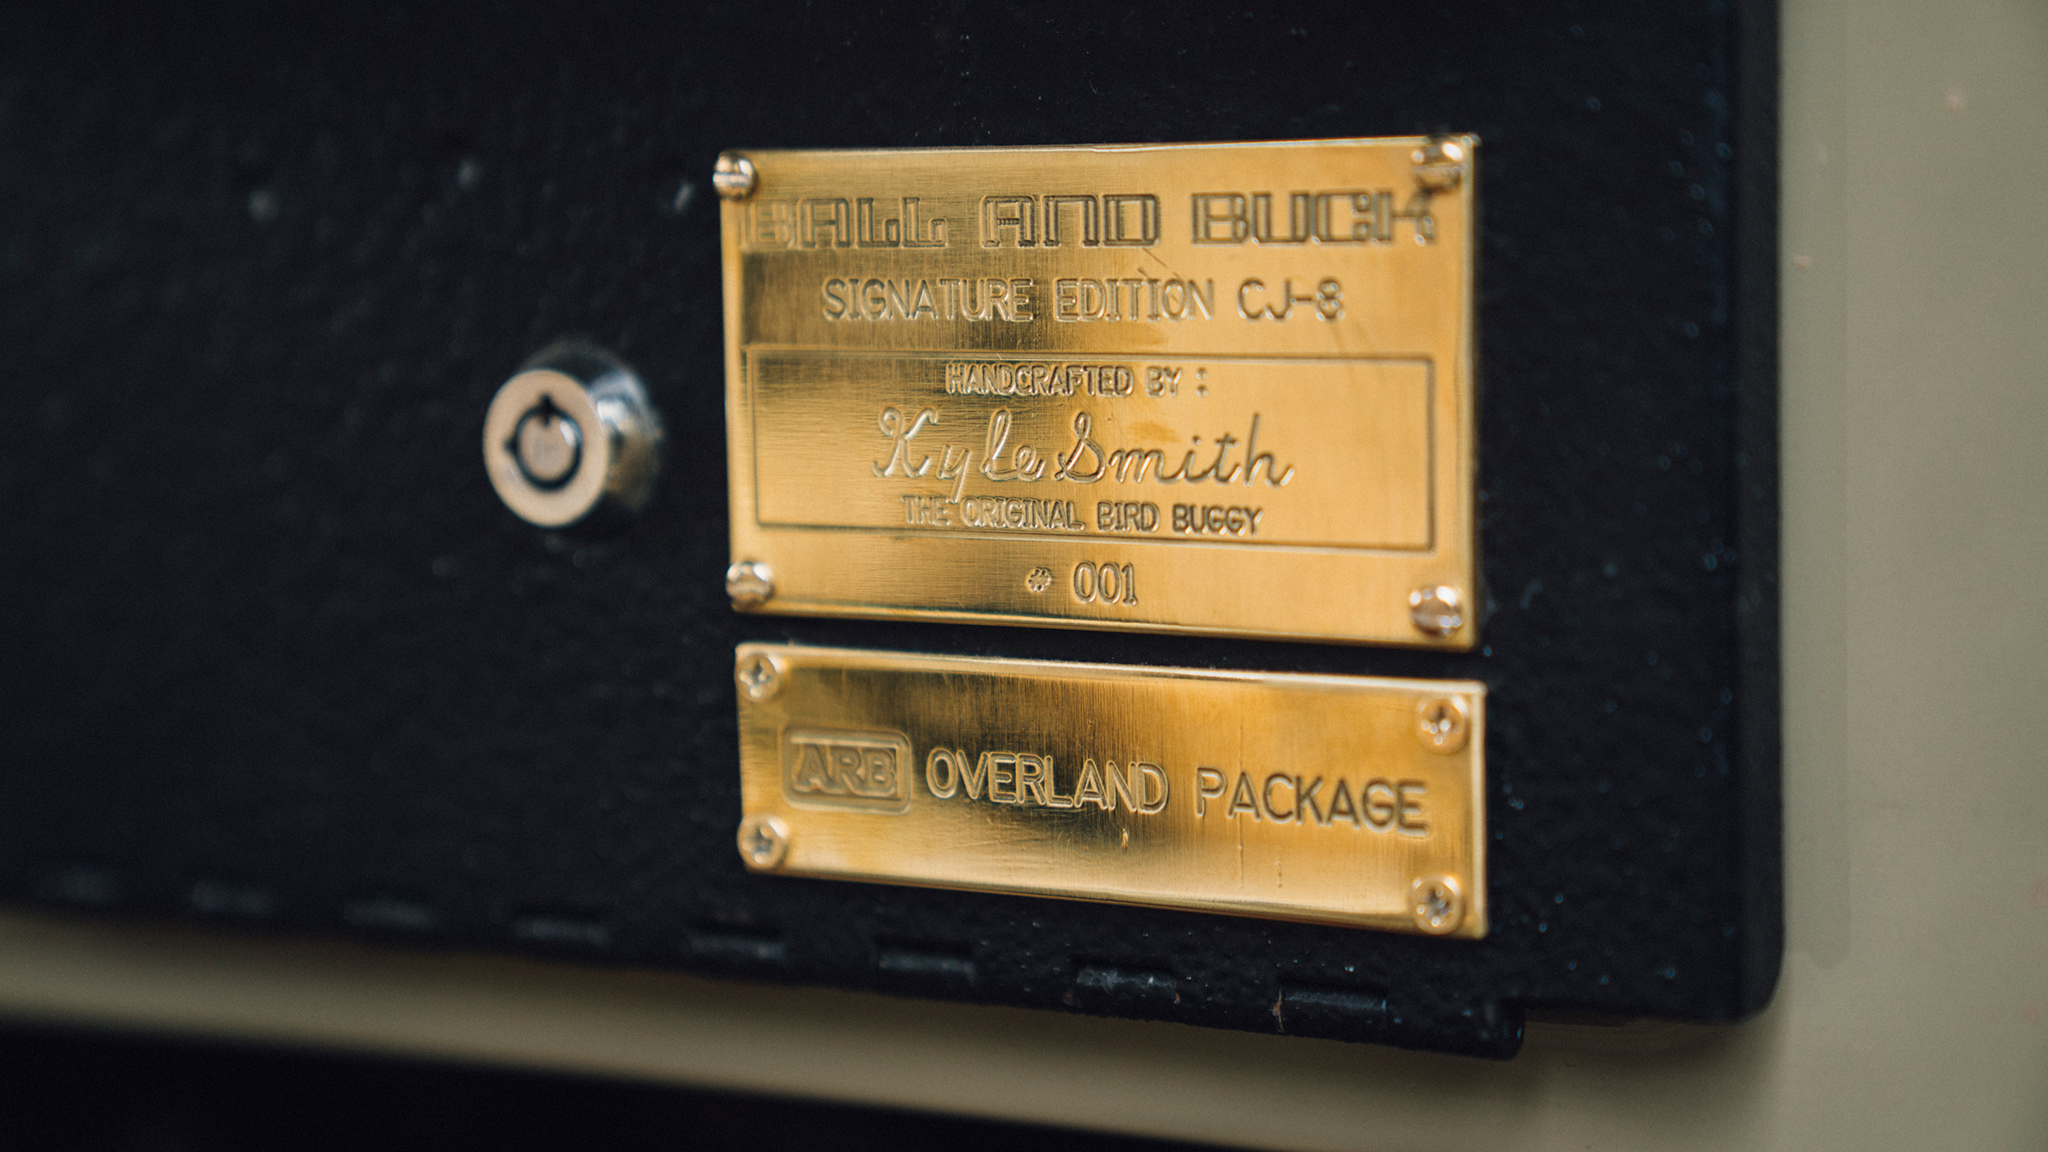 BALL AND BUCK
SIGNATURE EDITION CJ-8
HANDCRAFTED BY :
Kyle Smith
THE ORIGINAL BIRD BUGGY
# 001
ARB OVERLAND PACKAGE